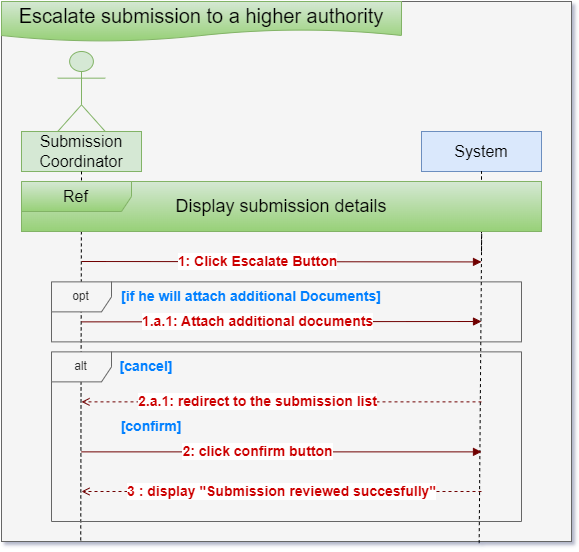 Escalate submission to a higher authority
Submission
Coordinator
System
Ref
Display submission details
1: Click Escalate Button
opt
[if he will attach additional Documents]
1.a.1: Attach additional documents
alt
[cancel]
2.a.1: redirect to the submission list
[confirm]
2: click confirm button
3 : display "Submission reviewed succesfully"